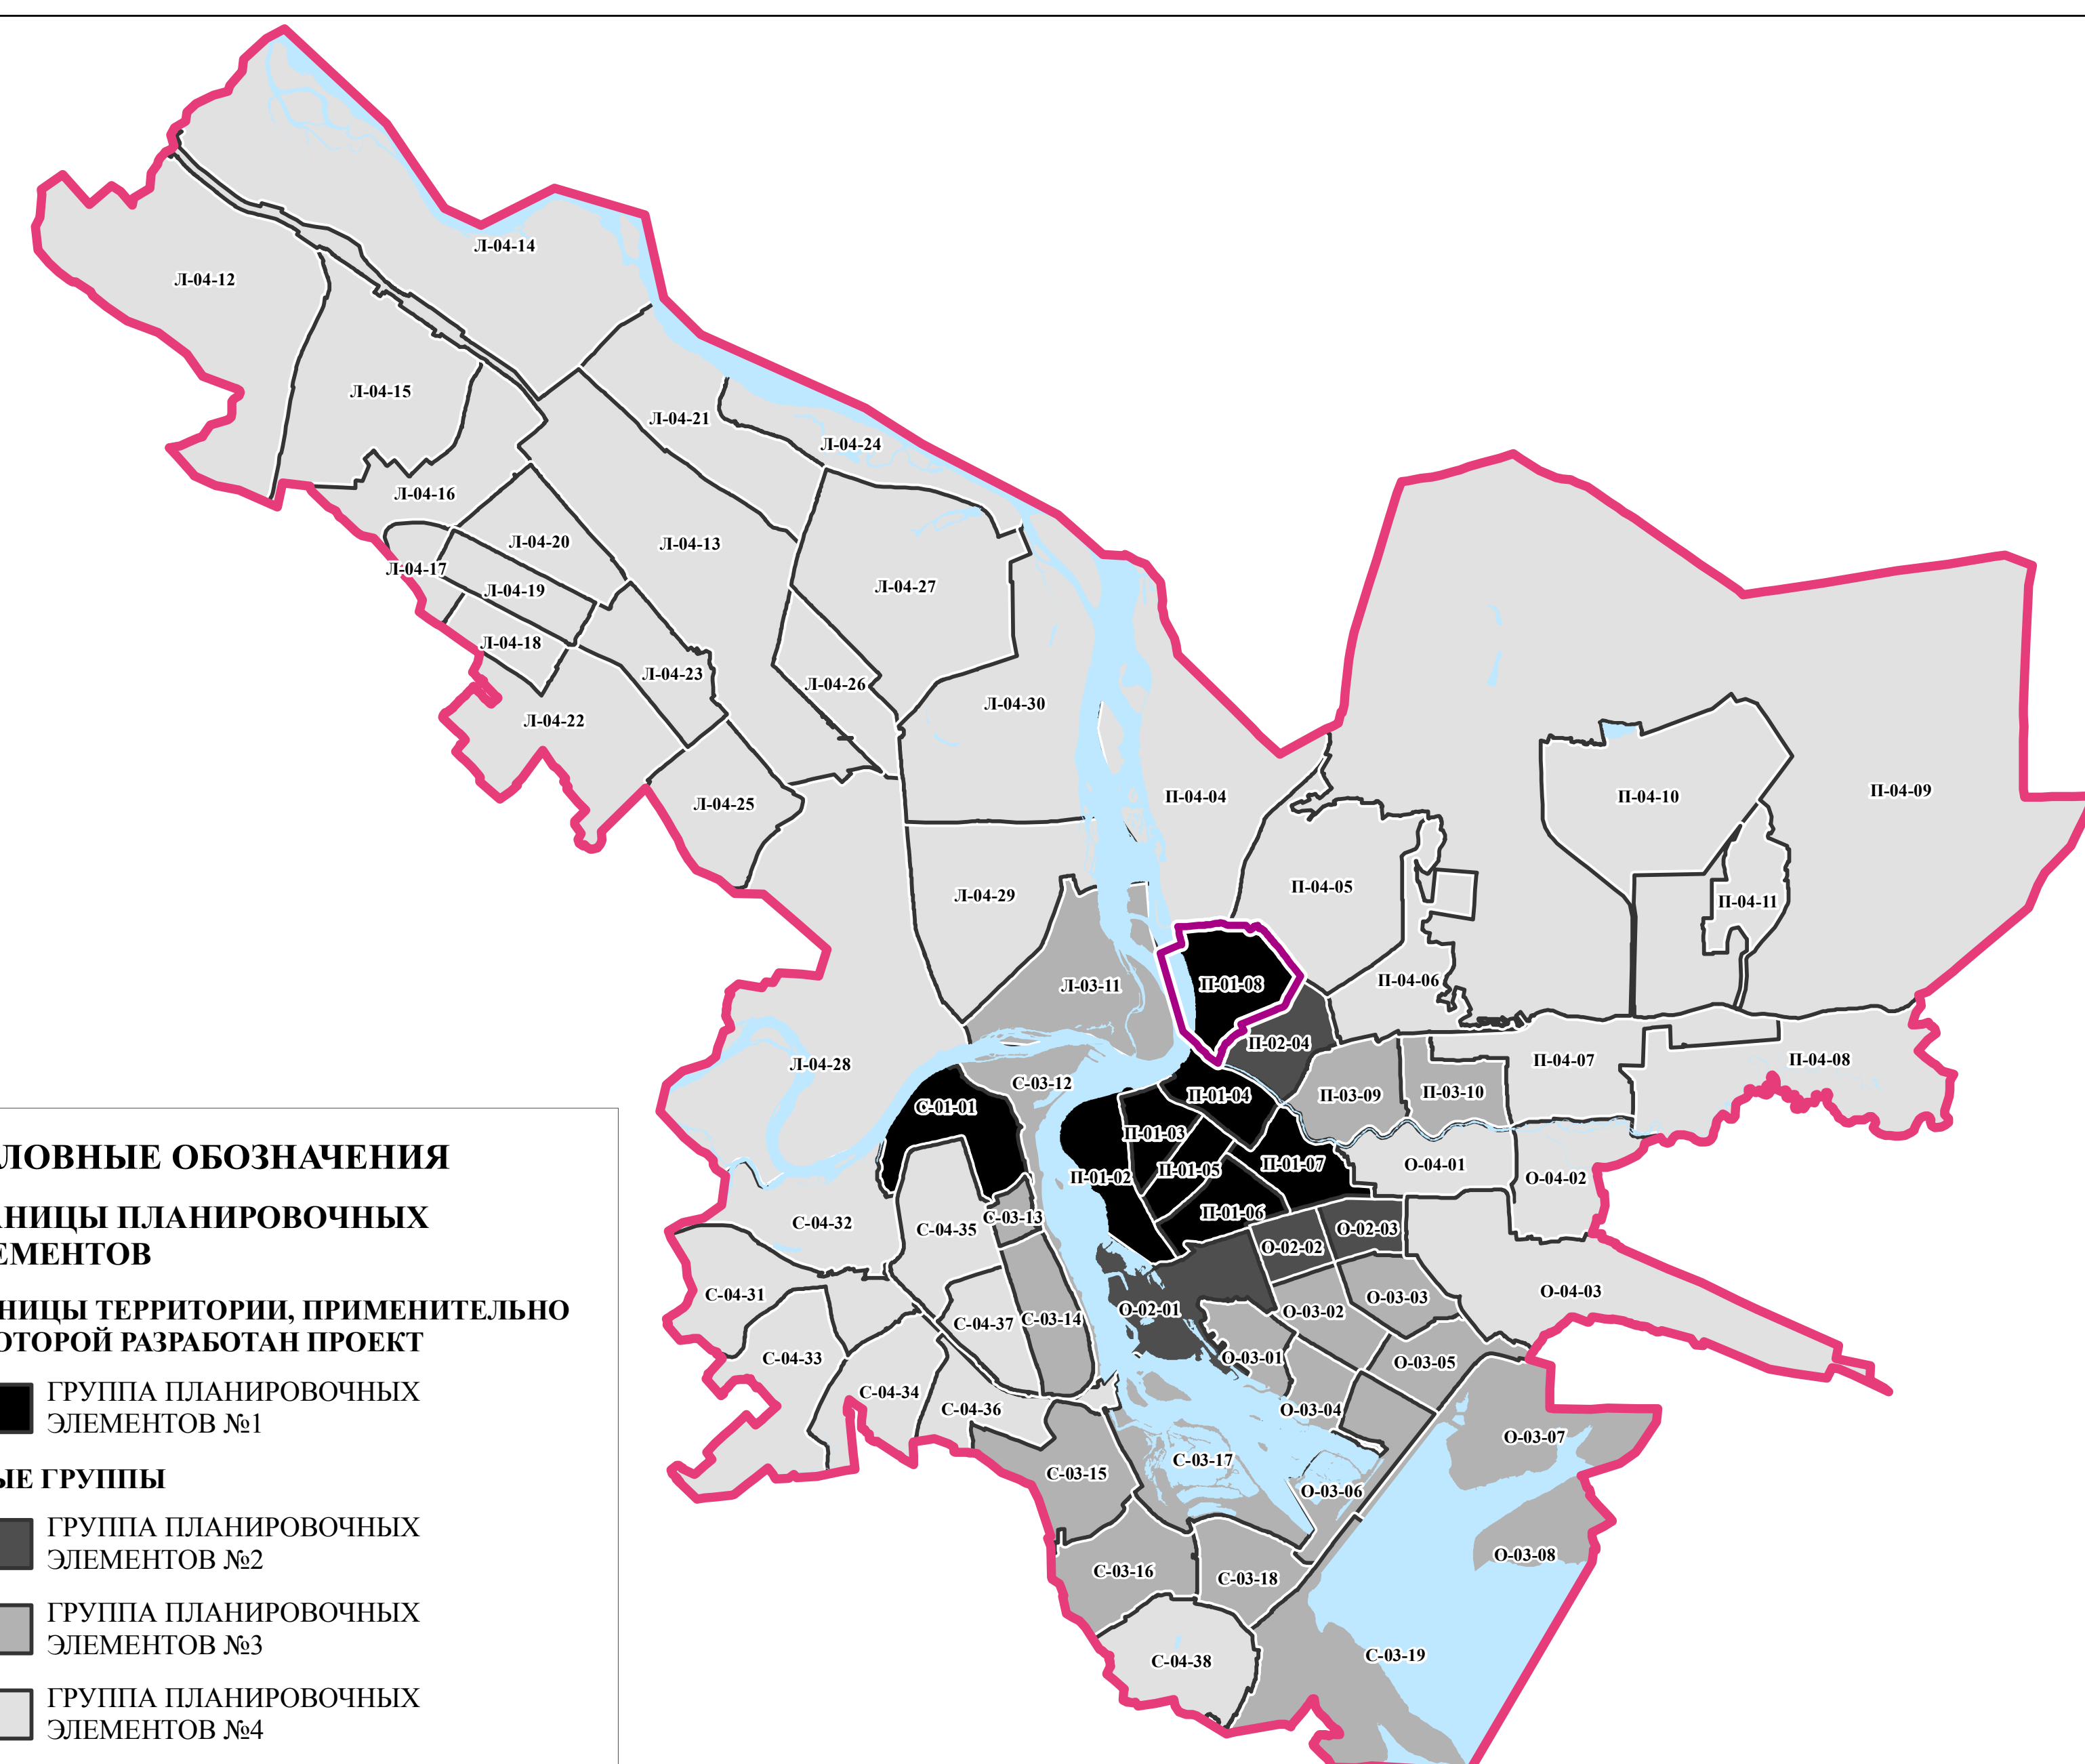 Л-04-14
Л-04-12
Л-04-15
Л-04-21
Л-04-24
Л-04-16
Л-04-20
Л-04-13
Л-04-17
Л-04-19
Л-04-27
Л-04-18
Л-04-23
Л-04-26
Л-04-30
Л-04-22
Л-04-25
П-04-04
П-04-10
П-04-09
Л-04-29
П-04-05
П-04-11
Л-03-11
П-01-08
П-04-06
П-02-04
Л-04-28
С-03-12
П-04-07
П-04-08
С-01-01
П-01-04
П-03-09
П-03-10
П-01-03
П-01-05
П-01-07
П-01-02
О-04-01
О-04-02
С-04-32
С-04-35
С-03-13
П-01-06
О-02-03
О-02-02
С-04-31
О-04-03
О-02-01
О-03-02
О-03-03
С-04-37
С-03-14
С-04-33
О-03-01
О-03-05
С-04-34
С-04-36
О-03-04
О-03-07
С-03-15
С-03-17
О-03-06
О-03-08
С-03-16
С-03-18
С-04-38
С-03-19
ЛОВНЫЕ ОБОЗНАЧЕНИЯ
НИЦЫ ПЛАНИРОВОЧНЫХ
ЕМЕНТОВ
НИЦЫ ТЕРРИТОРИИ, ПРИМЕНИТЕЛЬНО
ОТОРОЙ РАЗРАБОТАН ПРОЕКТ
ГРУППА ПЛАНИРОВОЧНЫХ
ЭЛЕМЕНТОВ №1
ЫЕ ГРУППЫ
ГРУППА ПЛАНИРОВОЧНЫХ
ЭЛЕМЕНТОВ №2
ГРУППА ПЛАНИРОВОЧНЫХ
ЭЛЕМЕНТОВ №3
ГРУППА ПЛАНИРОВОЧНЫХ
ЭЛЕМЕНТОВ №4